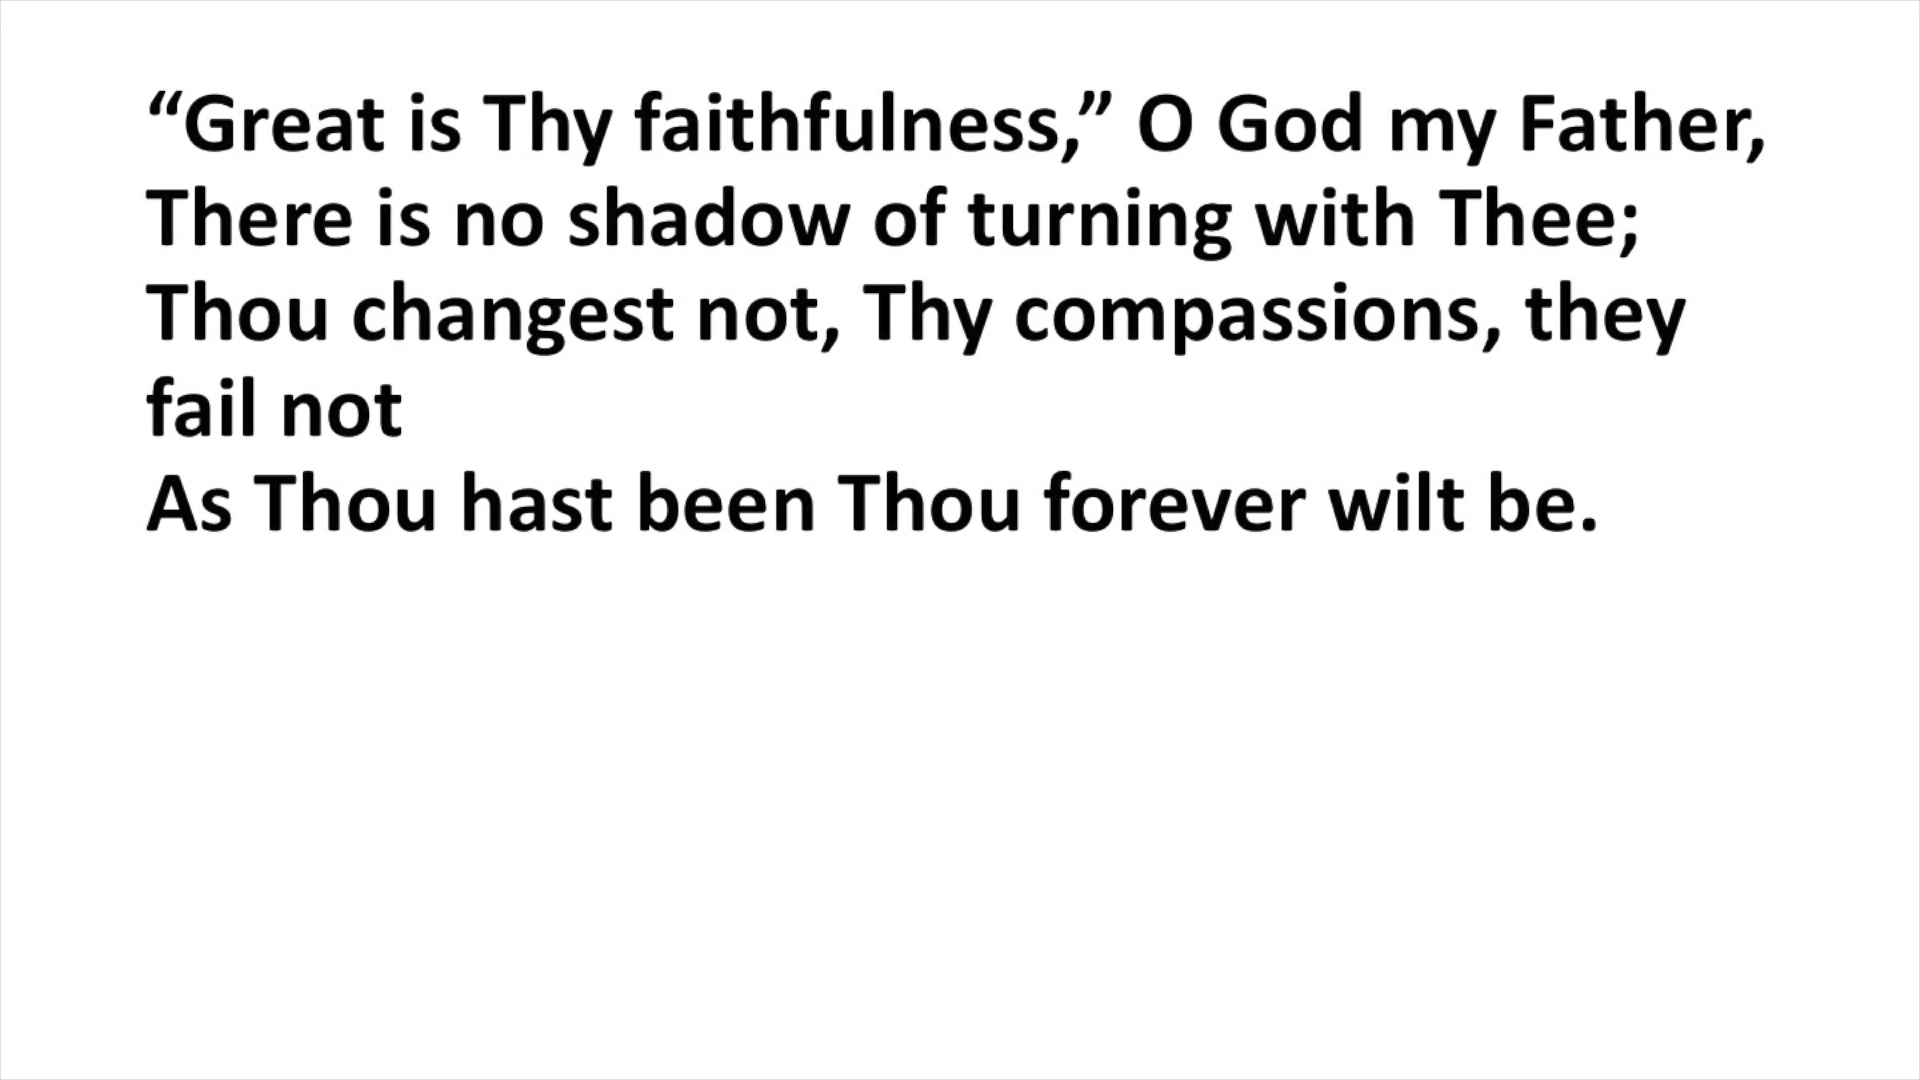 “Great is Thy faithfulness,” O God my Father,
There is no shadow of turning with Thee;
Thou changest not, Thy compassions, they
fail not
As Thou hast been Thou forever wilt be.